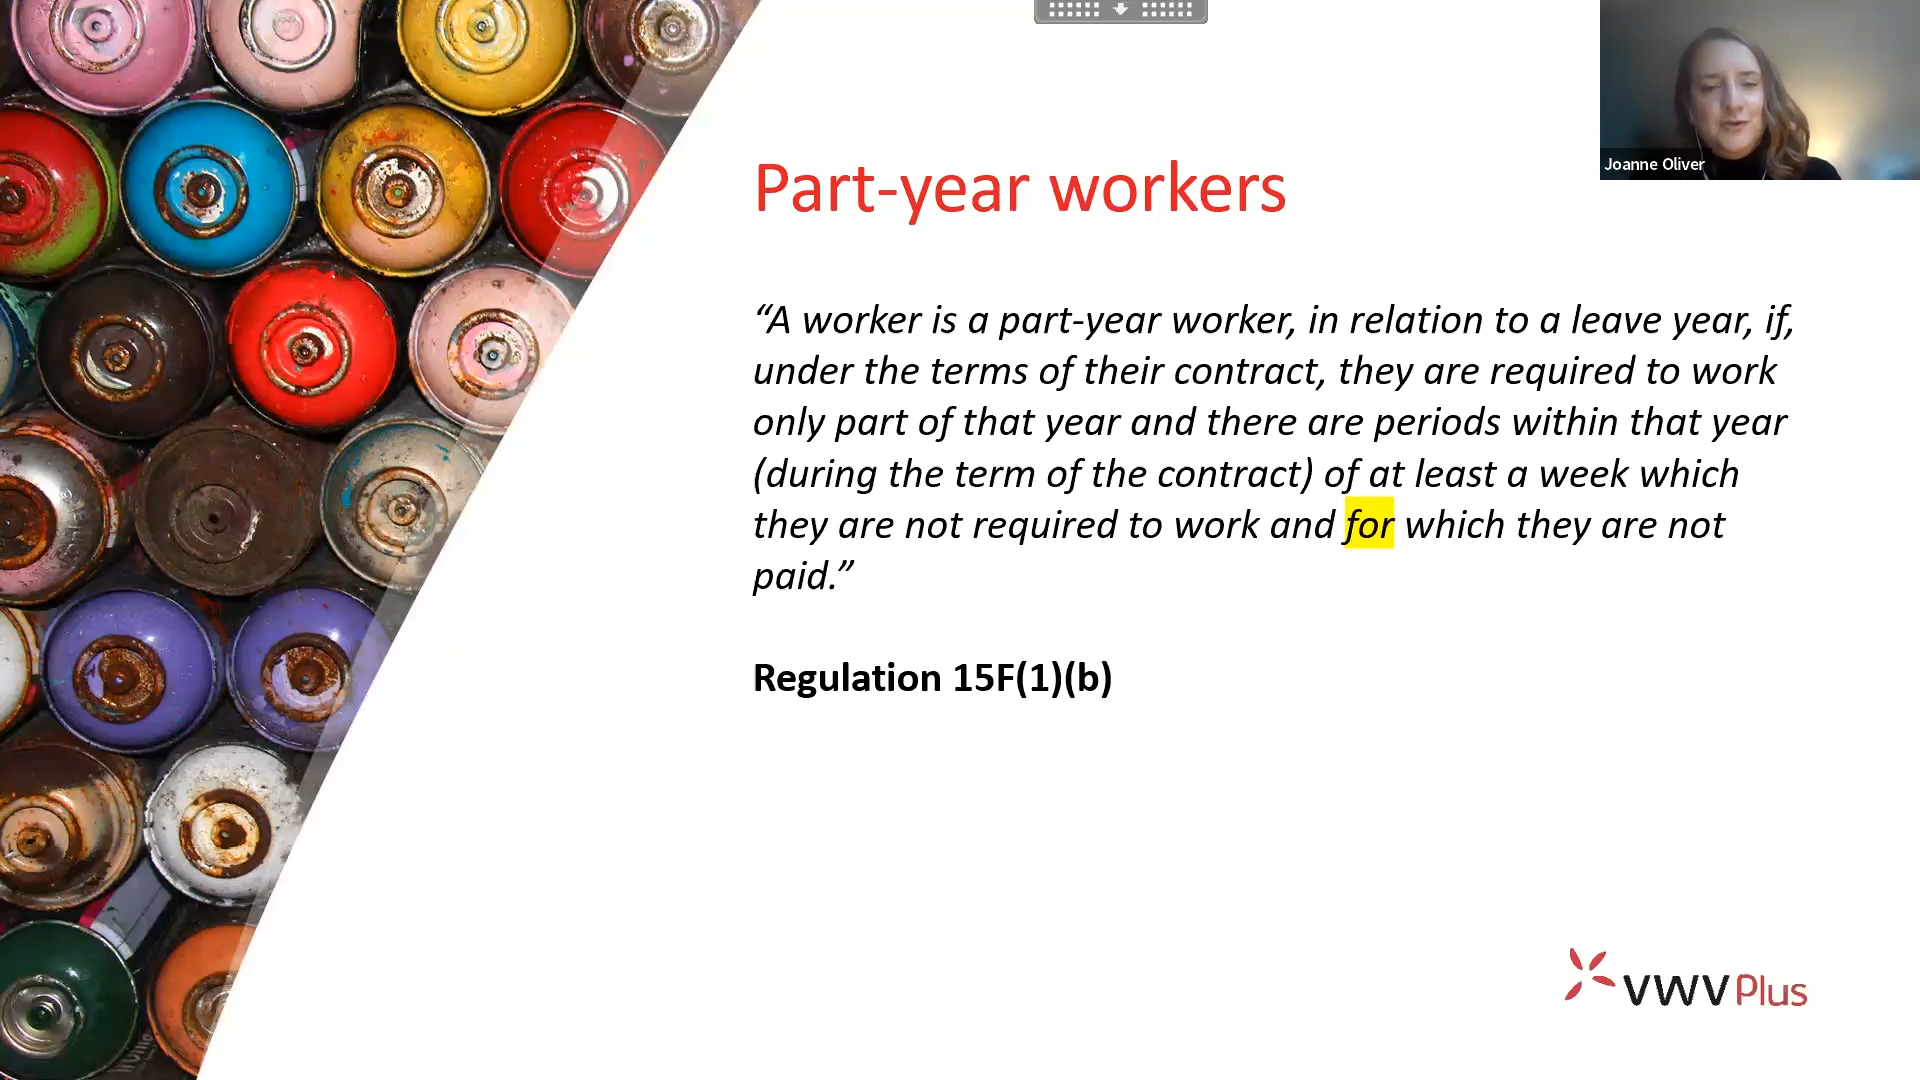 Joanne Oliver
Part-year workers
“A worker is a part-year worker, in relation to a leave year, if,
under the terms of their contract, they are required to work
only part of that year and there are periods within that year
(during the term of the contract) of at least a week which
they are not required to work and for which they are not
paid.”
Regulation 15F(1)(b)
VWV Plus